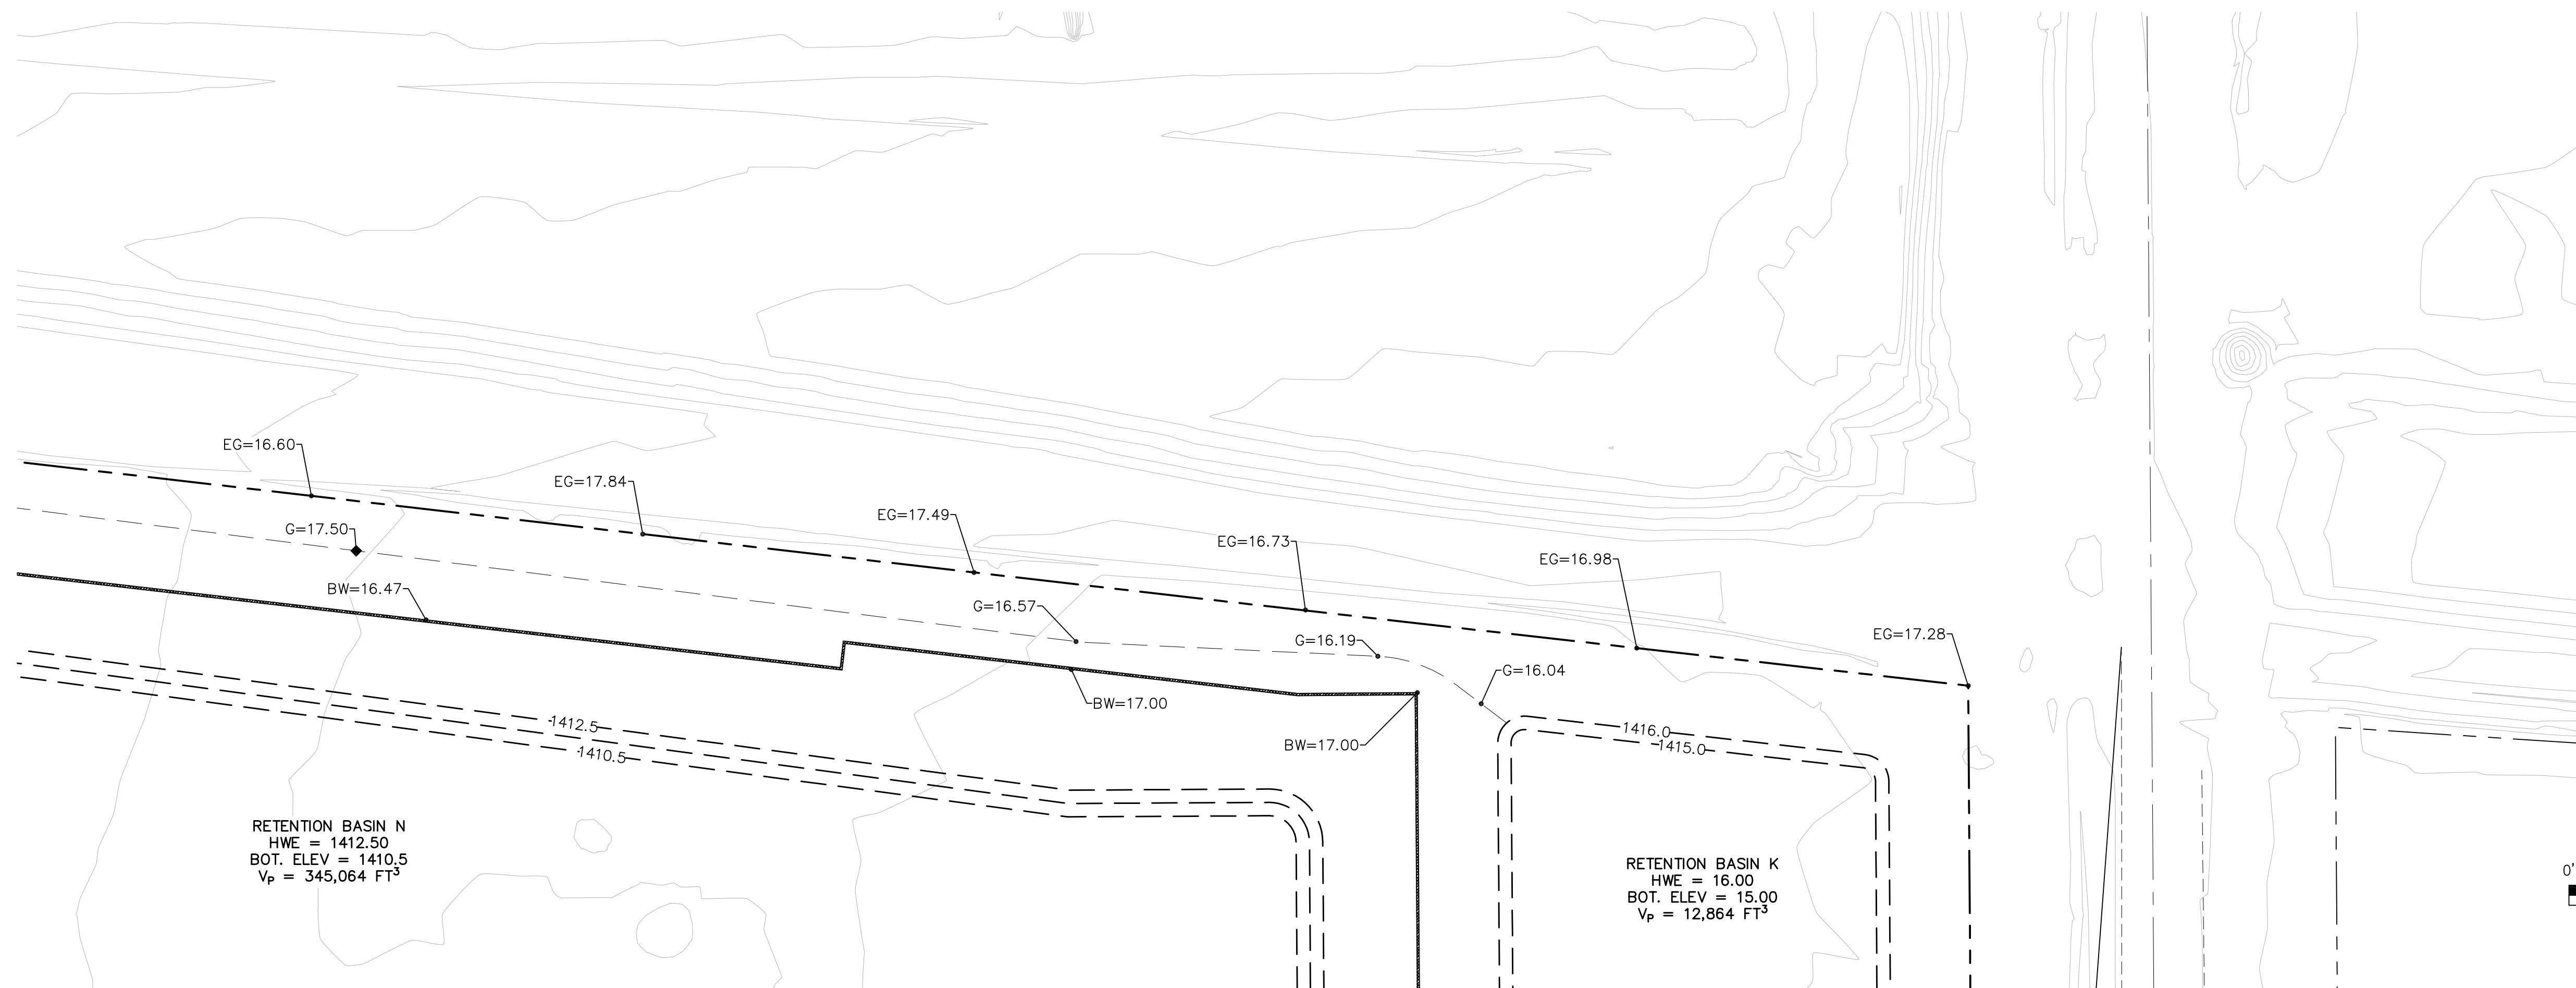 EG=16.60
EG=17.84
EG=17.49
G=17.50
EG=16.73
EG=16.98
BW=16.47
G=16.57
EG=17.28
G=16.19
G=16.04
BW=17.00
1412.5
1416.0
BW=17.00
1415.0
1410.5
RETENTION BASIN N
HWE = 1412.50
BOT. ELEV = 1410.5
VP = 345,064 FT³
RETENTION BASIN K
HWE = 16.00
BOT. ELEV = 15.00
VP = 12,864 FT³
0'